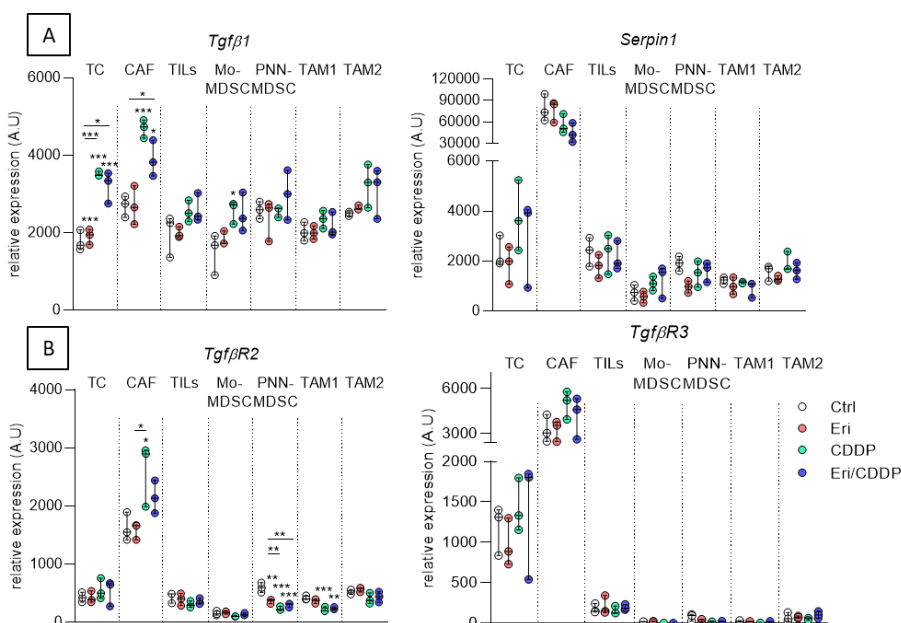 A
Tgfβ1
TC CAF TILs Mo-MDSC PNN-MDSC TAM1 TAM2
relative expression (A.U)
6000
4000
2000
0
*
***
***
***
***
*
***
*
*
Serpin1
TC CAF TILs Mo-MDSC PNN-MDSC TAM1 TAM2
relative expression (A.U)
120000
90000
60000
30000
6000
4000
2000
0
B
TgfβR2
TC CAF TILs Mo-MDSC PNN-MDSC TAM1 TAM2
relative expression (A.U)
4000
3000
2000
1000
0
*
*
**
**
**
***
***
***
**
TgfβR3
TC CAF TILs Mo-MDSC PNN-MDSC TAM1 TAM2
relative expression (A.U)
6000
3000
2000
1500
1000
500
0
Ctrl
Eri
CDDP
Eri/CDDP